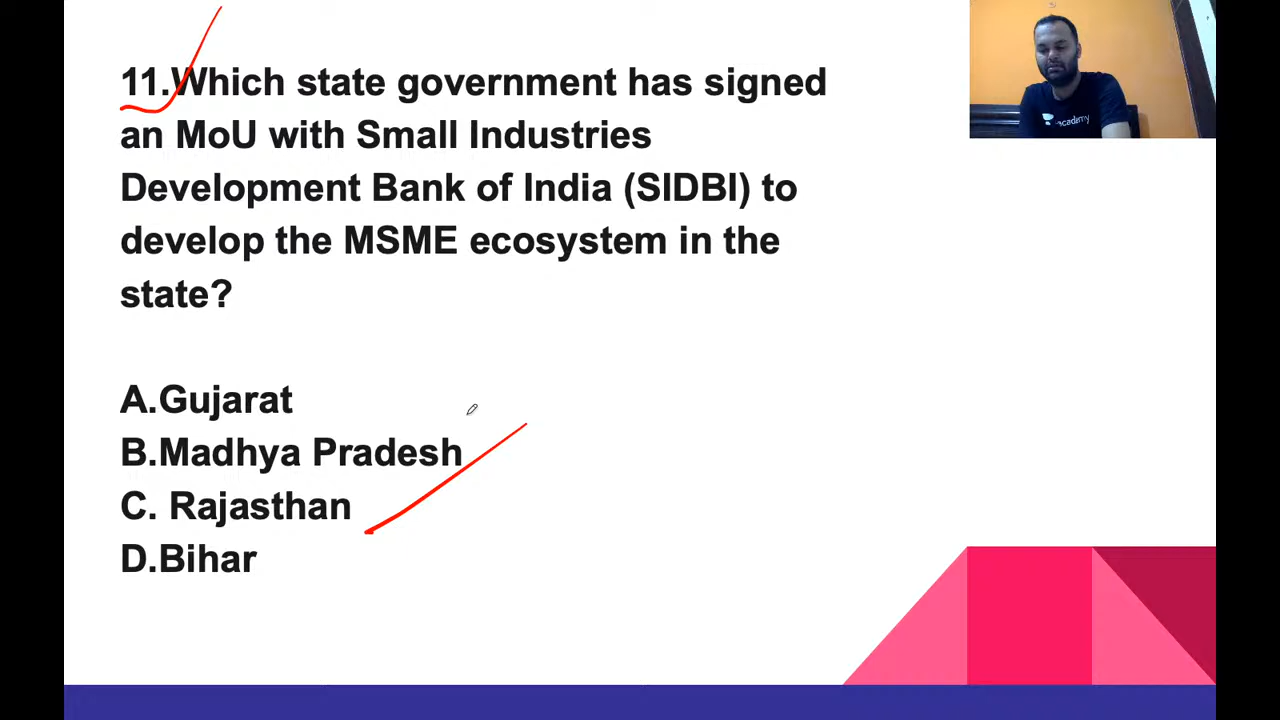 11.Which state government has signed
an MoU with Small Industries
Development Bank of India (SIDBI) to
develop the MSME ecosystem in the
state?
A.Gujarat
B.Madhya Pradesh
C. Rajasthan
D.Bihar
academy